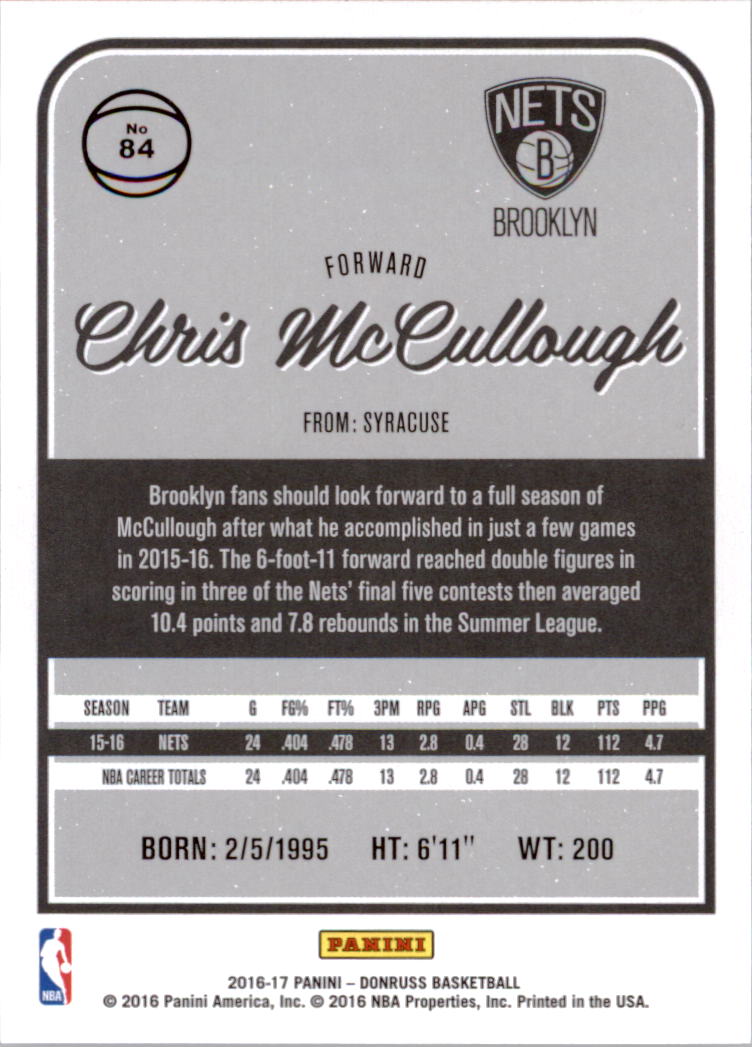 No
84
NETS
B
BROOKLYN
FORWARD
Chris McCullough
FROM: SYRACUSE
Brooklyn fans should look forward to a full season of
McCullough after what he accomplished in just a few games
in 2015-16. The 6-foot-11 forward reached double figures in
scoring in three of the Nets' final five contests then averaged
10.4 points and 7.8 rebounds in the Summer League.
SEASON TEAM G FG% FT% 3PM RPG APG STL BLK PTS PPG
15-16 NETS 24 .404 .478 13 2.8 0.4 28 12 112 4.7
NBA CAREER TOTALS 24 .404 .478 13 2.8 0.4 28 12 112 4.7
BORN: 2/5/1995 HT: 6'11" WT: 200
NBA
PANINI
2016-17 PANINI – DONRUSS BASKETBALL
© 2016 Panini America, Inc. © 2016 NBA Properties, Inc. Printed in the USA.